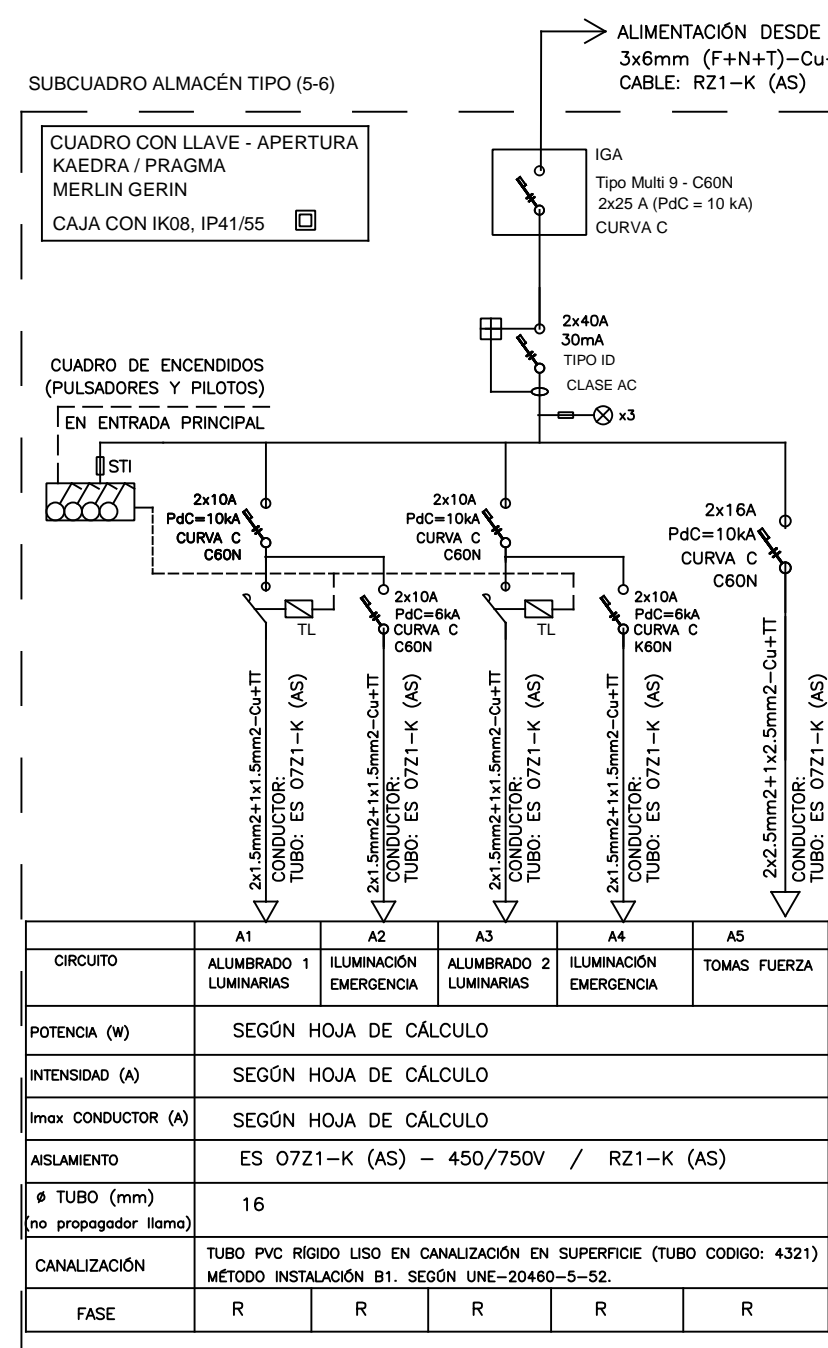 ALIMENTACIÓN DESDE
3x6mm (F+N+T)-Cu+
CABLE: RZ1-K (AS)
SUBCUADRO ALMACÉN TIPO (5-6)
CUADRO CON LLAVE - APERTURA
KAEDRA / PRAGMA
MERLIN GERIN
CAJA CON IK08, IP41/55
IGA
Tipo Multi 9 - C60N
2x25 A (PdC = 10 kA)
CURVA C
2x40A
30mA
TIPO ID
CLASE AC
x3
CUADRO DE ENCENDIDOS
(PULSADORES Y PILOTOS)
EN ENTRADA PRINCIPAL
STI
2x10A
PdC=10kA
CURVA C
C60N
2x10A
PdC=10kA
CURVA C
C60N
2x16A
PdC=10kA
CURVA C
C60N
TL
2x10A
PdC=6kA
CURVA C
C60N
TL
2x10A
PdC=6kA
CURVA C
K60N
2x1.5mm2+1x1.5mm2-Cu+TT
CONDUCTOR:
TUBO: ES 07Z1-K (AS)
2x1.5mm2+1x1.5mm2-Cu+TT
CONDUCTOR:
TUBO: ES 07Z1-K (AS)
2x1.5mm2+1x1.5mm2-Cu+TT
CONDUCTOR:
TUBO: ES 07Z1-K (AS)
2x1.5mm2+1x1.5mm2-Cu+TT
CONDUCTOR:
TUBO: ES 07Z1-K (AS)
2x2.5mm2+1x2.5mm2-Cu+TT
CONDUCTOR:
TUBO: ES 07Z1-K (AS)
A1 A2 A3 A4 A5
CIRCUITO
ALUMBRADO 1
LUMINARIAS
ILUMINACIÓN
EMERGENCIA
ALUMBRADO 2
LUMINARIAS
ILUMINACIÓN
EMERGENCIA
TOMAS FUERZA
POTENCIA (W) SEGÚN HOJA DE CÁLCULO
INTENSIDAD (A) SEGÚN HOJA DE CÁLCULO
Imax CONDUCTOR (A) SEGÚN HOJA DE CÁLCULO
AISLAMIENTO ES 07Z1-K (AS) - 450/750V / RZ1-K (AS)
ø TUBO (mm)
(no propagador llama)
16
CANALIZACIÓN
TUBO PVC RÍGIDO LISO EN CANALIZACIÓN EN SUPERFICIE (TUBO CODIGO: 4321)
MÉTODO INSTALACIÓN B1. SEGÚN UNE-20460-5-52.
FASE R R R R R